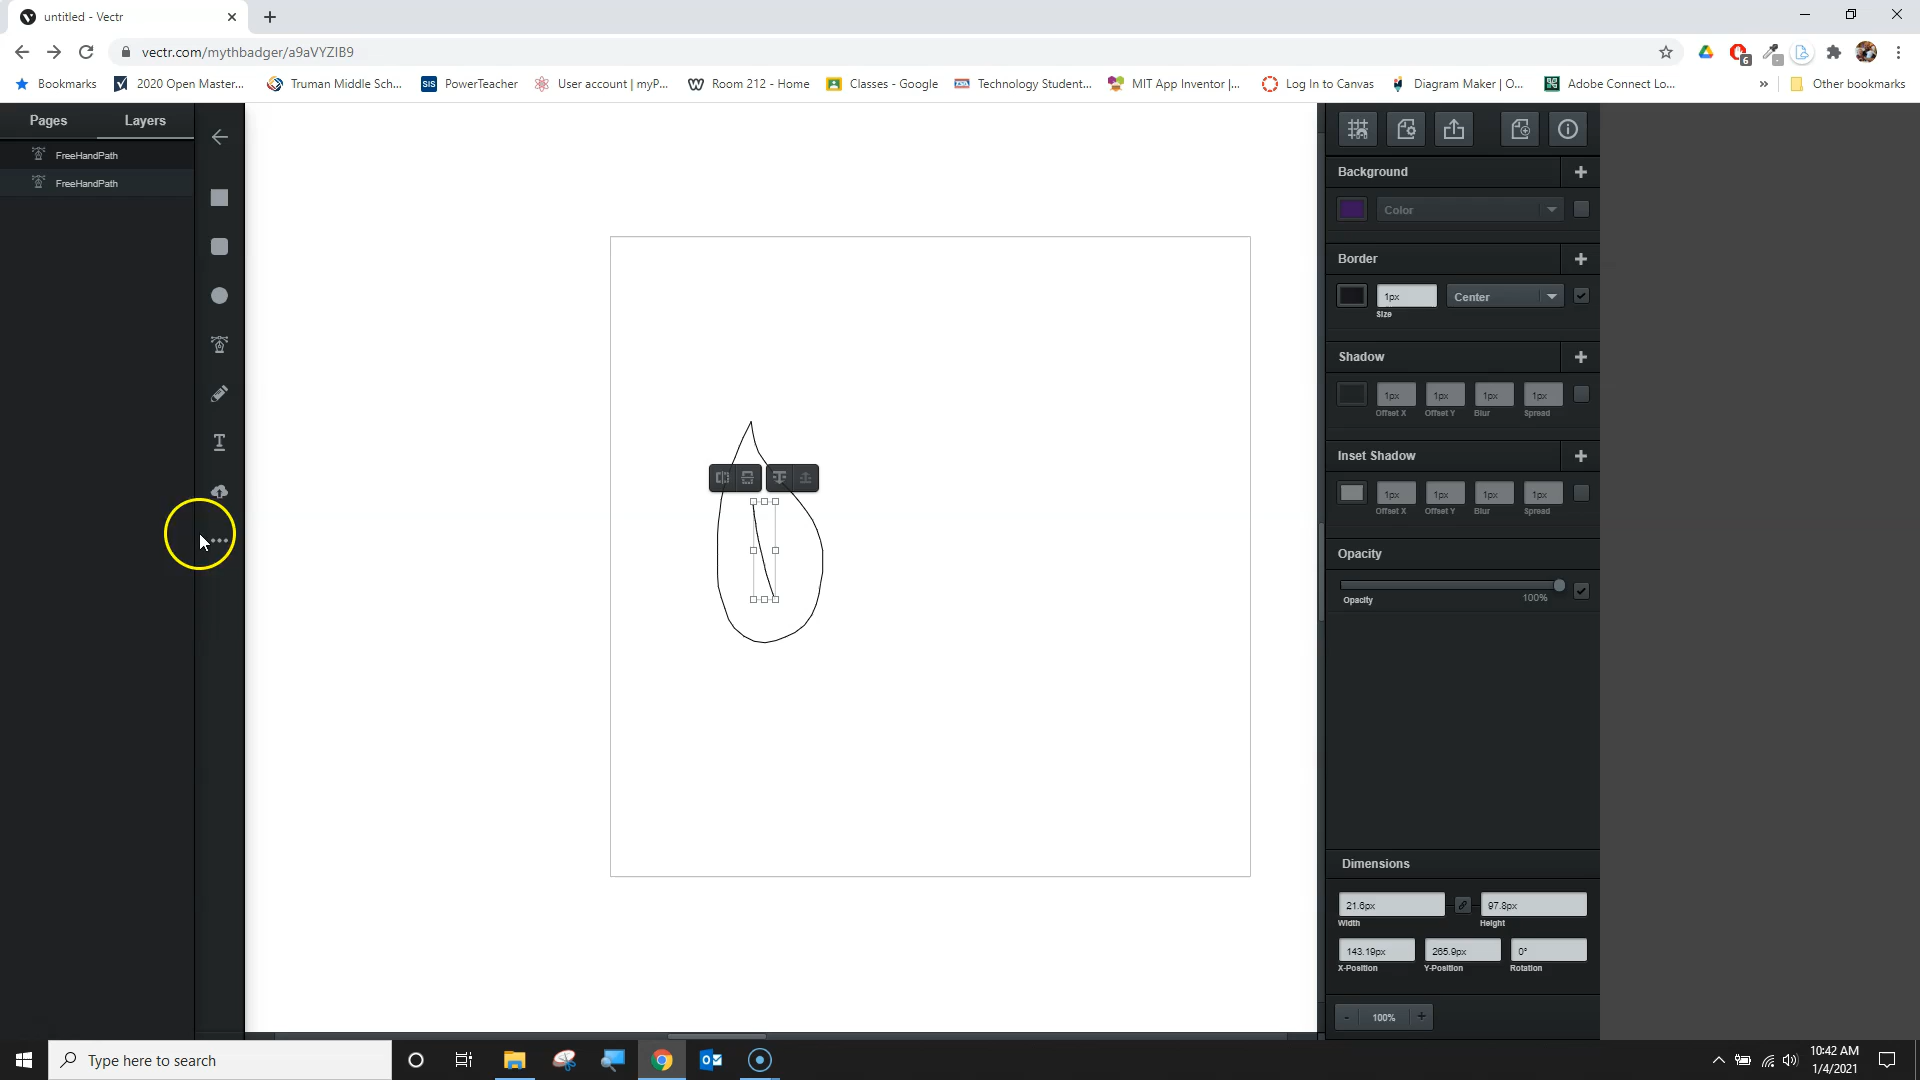 untitled - Vectr
vectr.com/mythbadger/a9aVYZIB9
6
Bookmarks
2020 Open Master...
Truman Middle Sch...
SIS
PowerTeacher
User account | myP...
Room 212 - Home
Classes - Google
Technology Student...
MIT App Inventor |...
Log In to Canvas
Diagram Maker | O...
Adobe Connect Lo...
»
Other bookmarks
Pages
Layers
FreeHandPath
FreeHandPath
T
Background
Color
Border
1px
Center
Size
Shadow
1px 1px 1px 1px
Offset X Offset Y Blur Spread
Inset Shadow
1px 1px 1px 1px
Offset X Offset Y Blur Spread
Opacity
Opacity
100%
Dimensions
21.6px
97.8px
Width
Height
143.19px
265.9px
0°
X-Position
Y-Position
Rotation
- 100% +
Type here to search
10:42 AM
1/4/2021